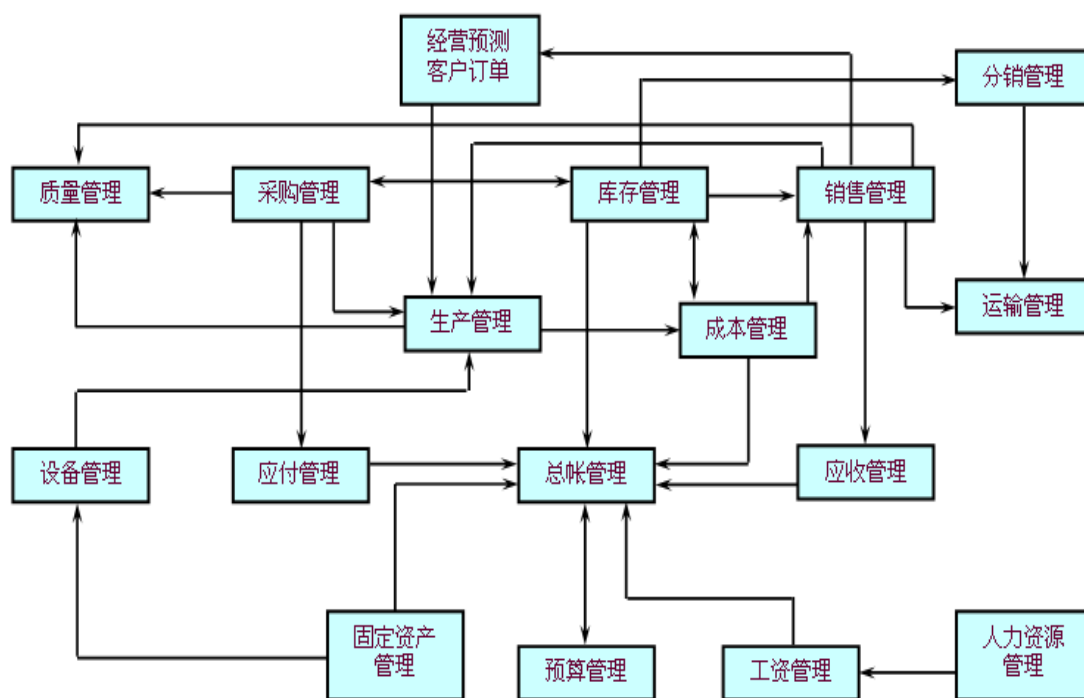 经营预测
客户订单
分销管理
质量管理
采购管理
库存管理
销售管理
生产管理
成本管理
运输管理
设备管理
应付管理
总帐管理
应收管理
固定资产
管理
预算管理
工资管理
人力资源
管理